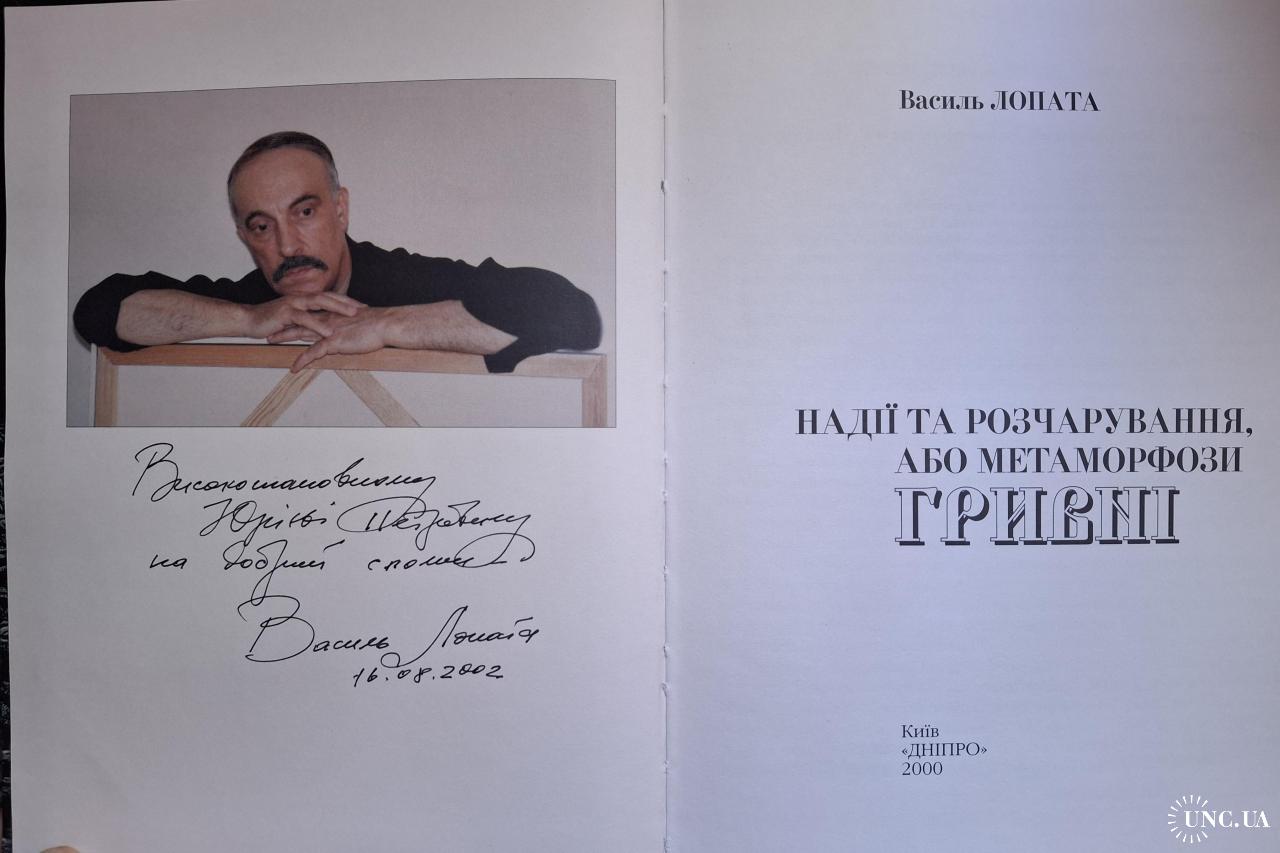 Високошановному
Юрієві Петровичу
на добрий спомин
Василь Лопата
16.08.2002
Василь ЛОПАТА
НАДІЇ ТА РОЗЧАРУВАННЯ,
АБО МЕТАМОРФОЗИ
ГРИВНІ
Київ
«ДНІПРО»
2000
UNC.UA